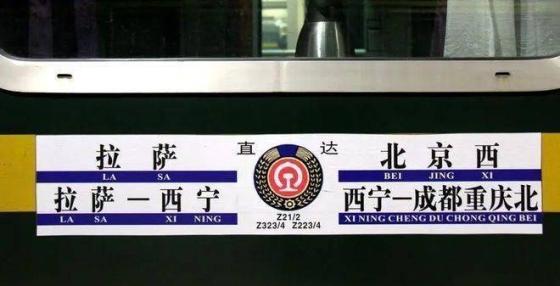 拉萨 直达 北京西
LA SA BEI JING XI
拉萨－西宁 西宁－成都重庆北
LA SA XI NING XI NING CHENG DU CHONG QING BEI
Z21/2
Z323/4 Z223/4